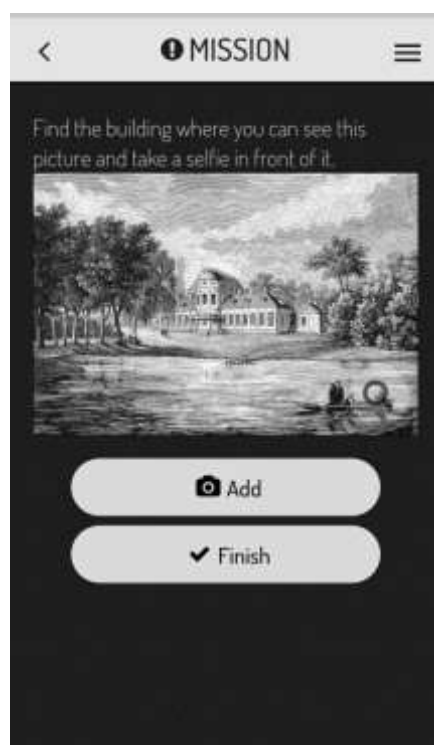 MISSION
Find the building where you can see this
picture and take a selfie in front of it.
Add
Finish